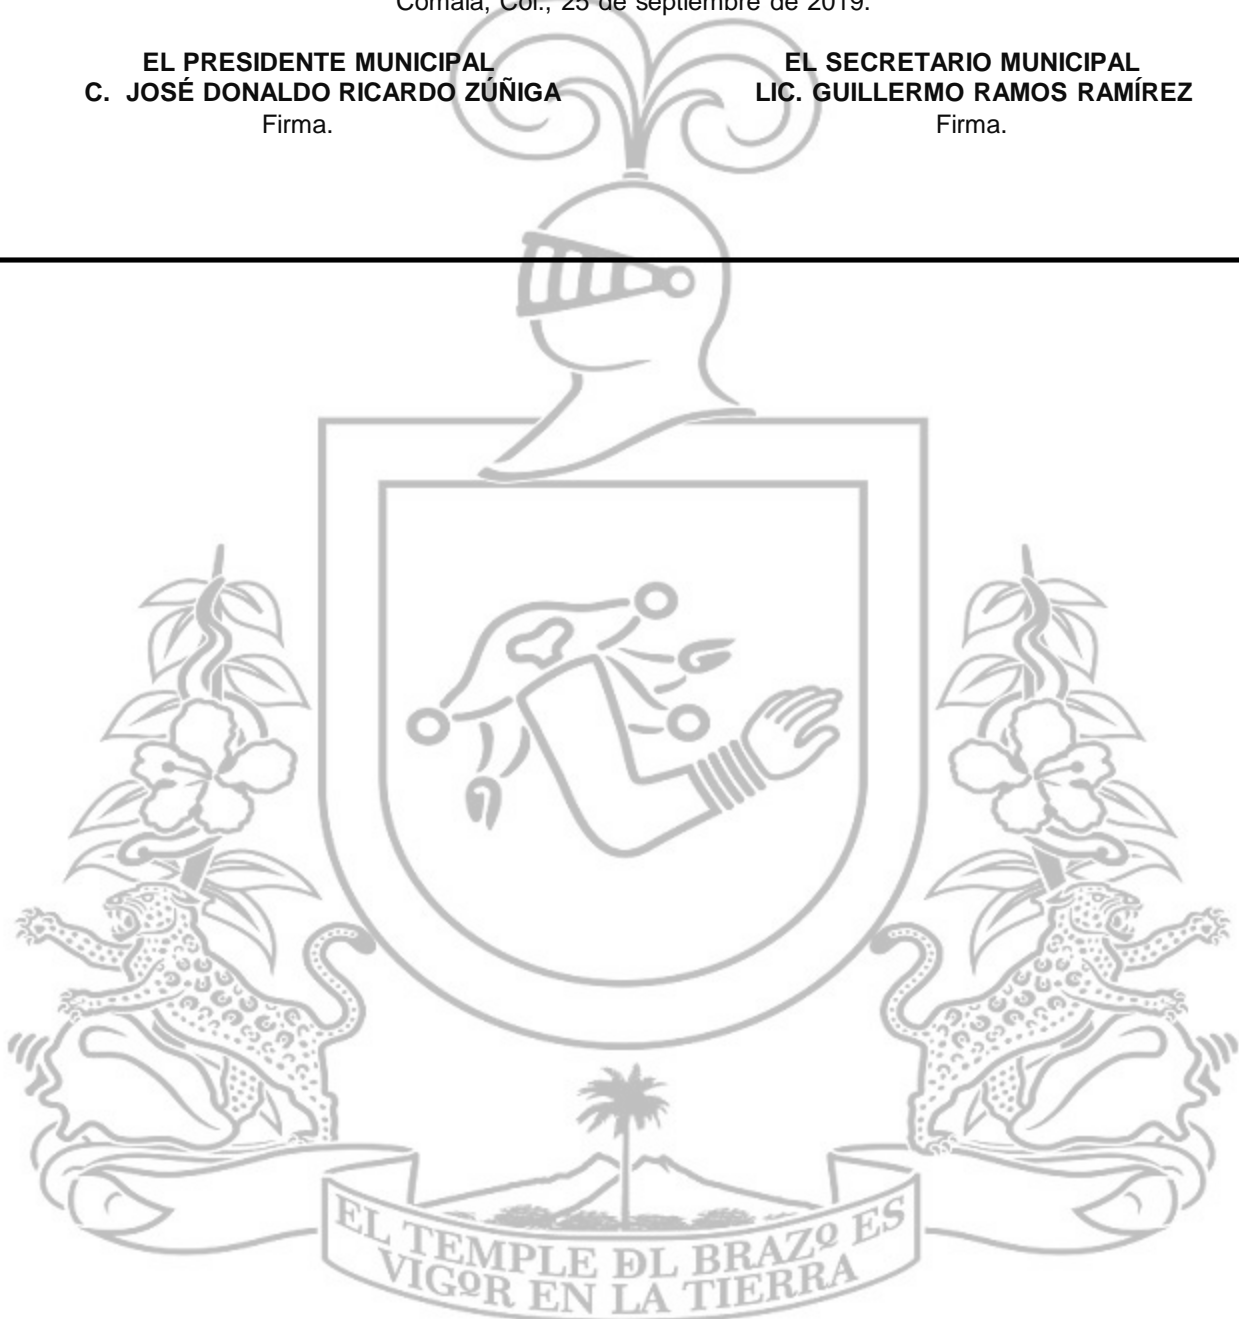 Comala, Col., 25 de septiembre de 2019.
EL PRESIDENTE MUNICIPAL
C. JOSÉ DONALDO RICARDO ZÚÑIGA
Firma.
EL SECRETARIO MUNICIPAL
LIC. GUILLERMO RAMOS RAMÍREZ
Firma.
EL TEMPLE DL BRAZO ES
VIGOR EN LA TIERRA